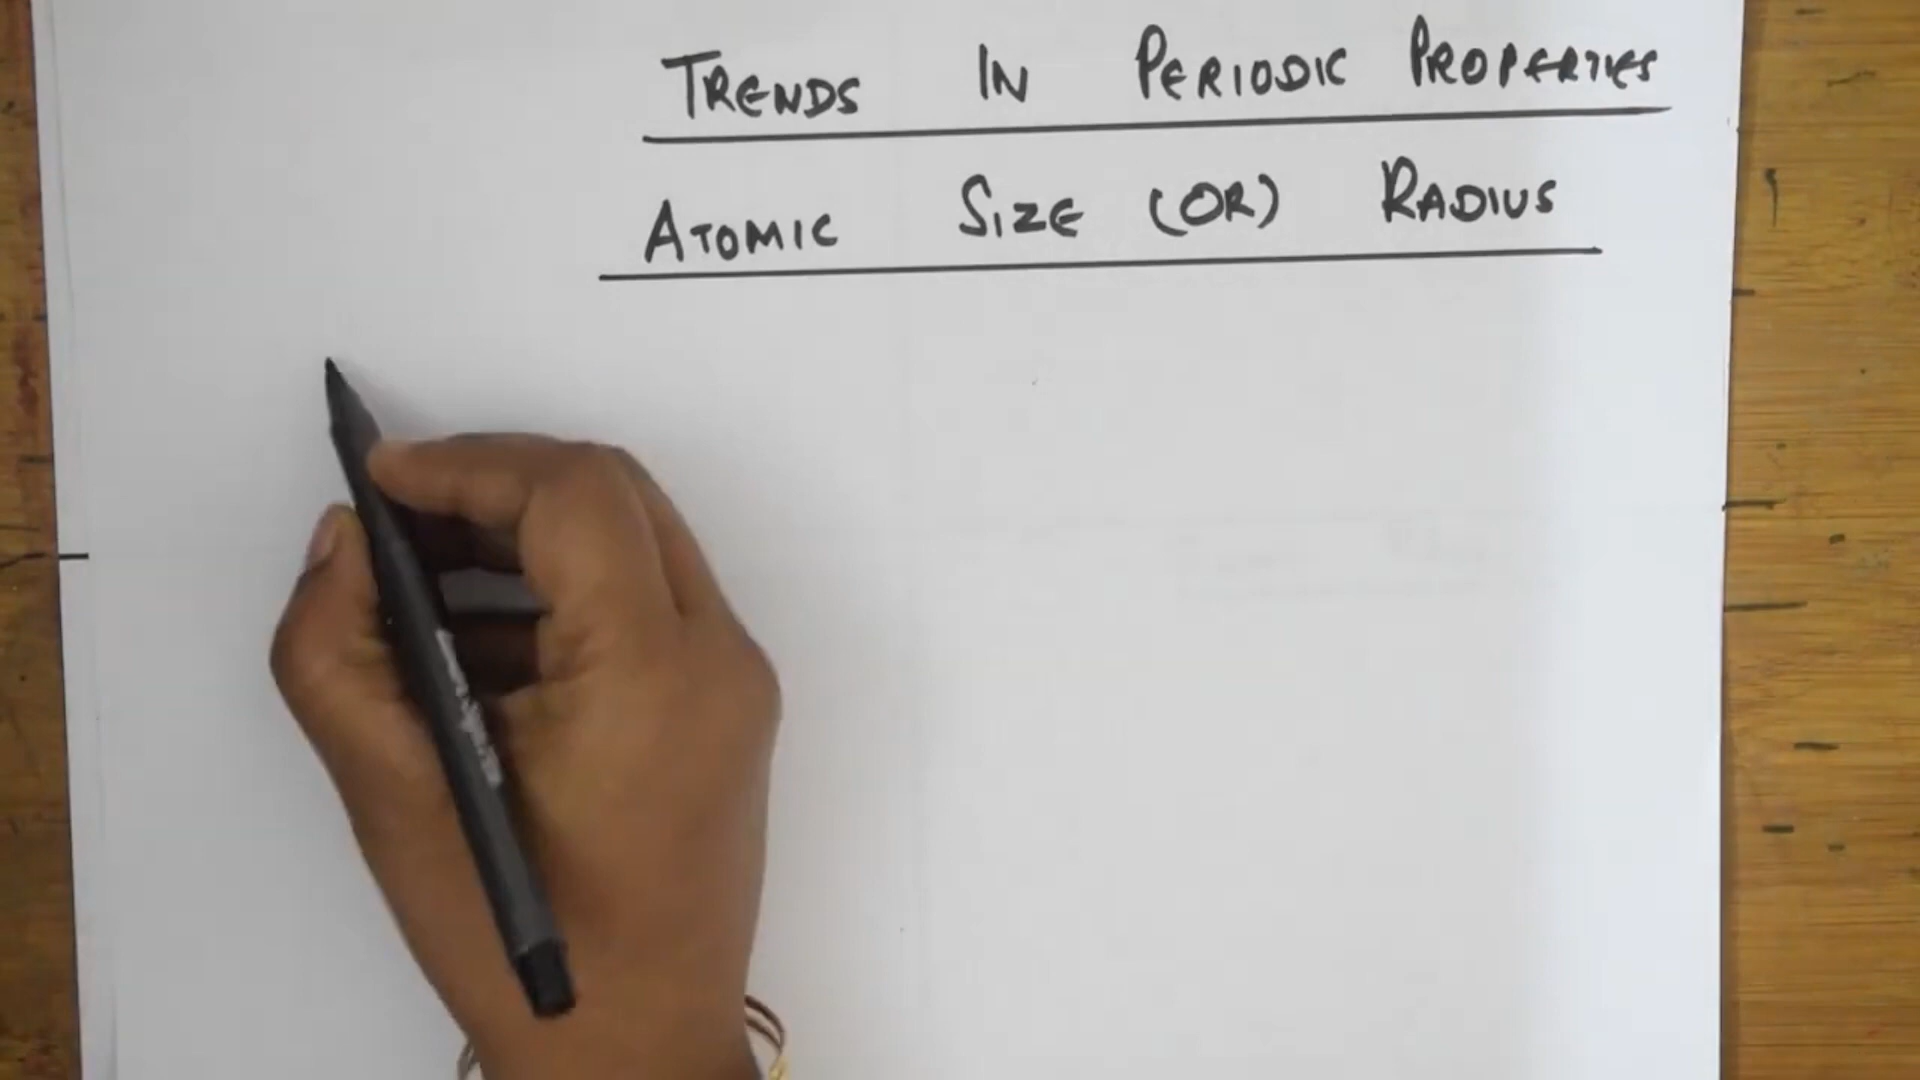 TRENDS IN PERIODIC PROPERTIES
ATOMIC SIZE (OR) RADIUS